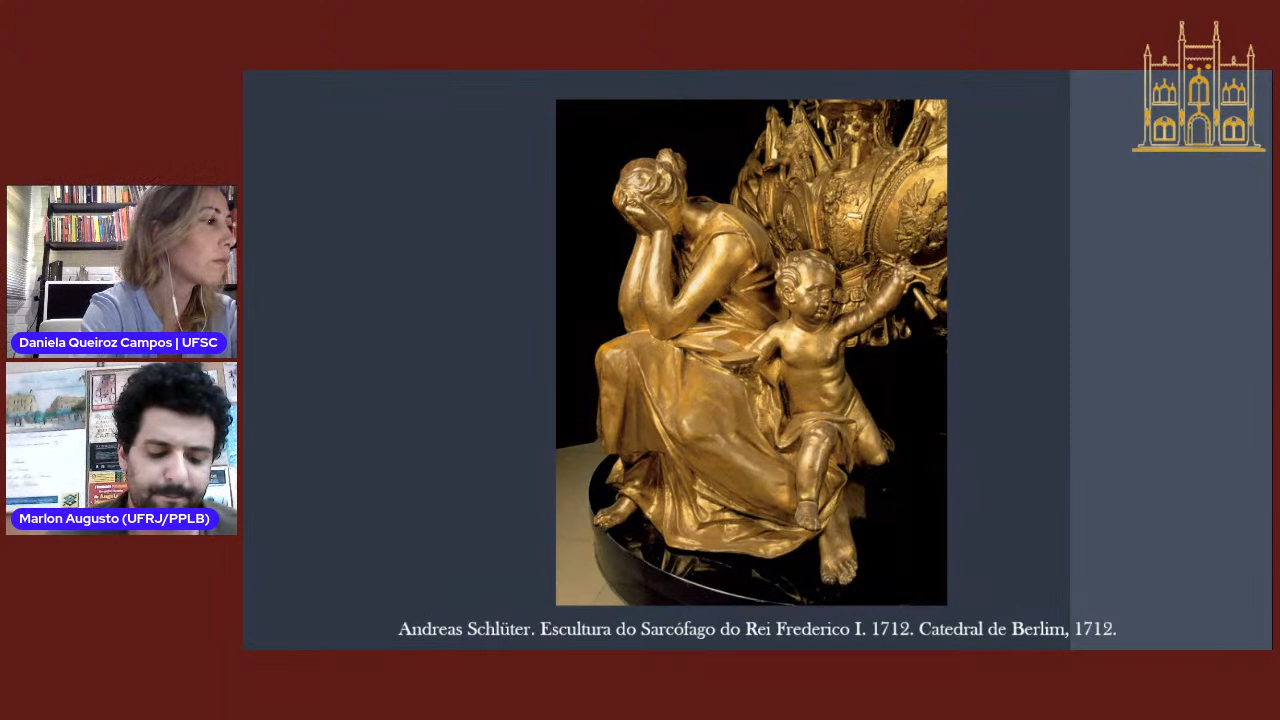 Daniela Queiroz Campos | UFSC
Marlon Augusto (UFRJ/PPLB)
Andreas Schlüter. Escultura do Sarcófago do Rei Frederico I. 1712. Catedral de Berlim, 1712.